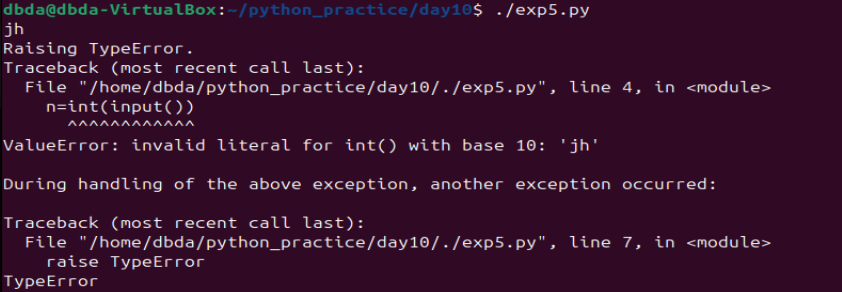 dbda@dbda-VirtualBox:~/python_practice/day10$ ./exp5.py
jh
Raising TypeError.
Traceback (most recent call last):
  File "/home/dbda/python_practice/day10/./exp5.py", line 4, in <module>
    n=int(input())
      ^^^^^^^^^^^^
ValueError: invalid literal for int() with base 10: 'jh'

During handling of the above exception, another exception occurred:

Traceback (most recent call last):
  File "/home/dbda/python_practice/day10/./exp5.py", line 7, in <module>
    raise TypeError
TypeError